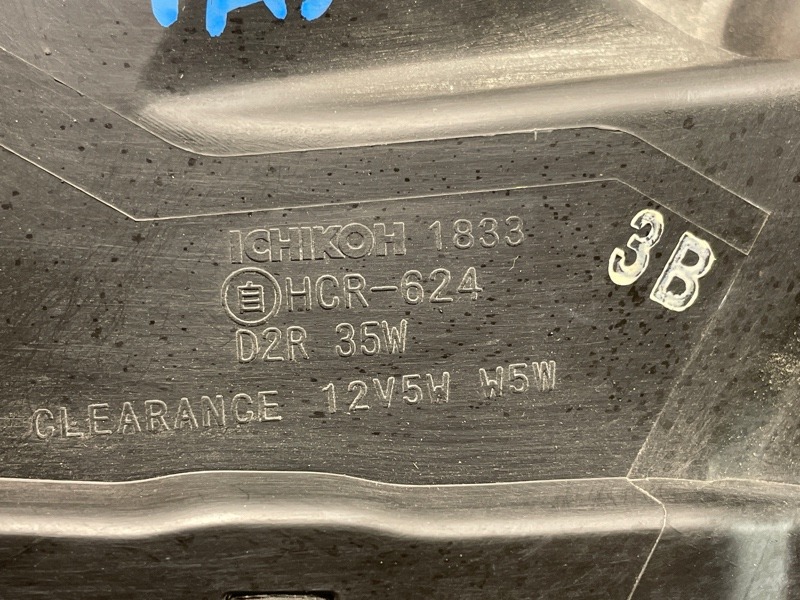 ICHIKOH 1833
自 HCR-624
D2R 35W
CLEARANCE 12V5W W5W
3B